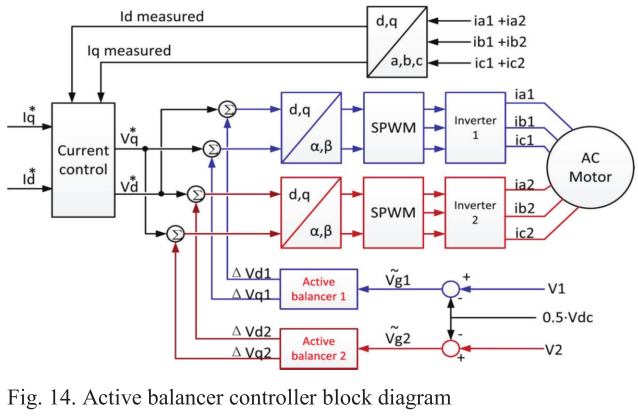 Id measured
d,q
ia1 +ia2
Iq measured
ib1 +ib2
a,b,c
ic1 +ic2
Iq*
Vq*
Current
control
Id*
Vd*
Σ
Σ
Σ
Σ
d,q
α,β
SPWM
Inverter
1
ia1
ib1
ic1
AC
Motor
d,q
α,β
SPWM
Inverter
2
ia2
ib2
ic2
Δ Vd1
Δ Vq1
Active
balancer 1
Ṽg1
+
-
V1
0.5·Vdc
Δ Vd2
Δ Vq2
Active
balancer 2
Ṽg2
-
+
V2
Fig. 14. Active balancer controller block diagram